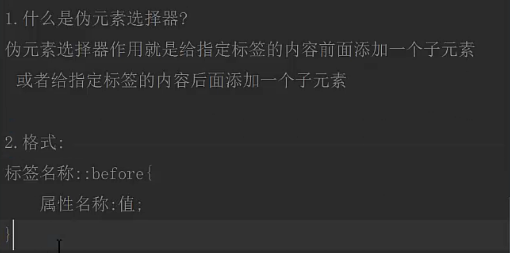 1.什么是伪元素选择器?
伪元素选择器作用就是给指定标签的内容前面添加一个子元素
或者给指定标签的内容后面添加一个子元素
2.格式:
标签名称::before{
属性名称:值;
}